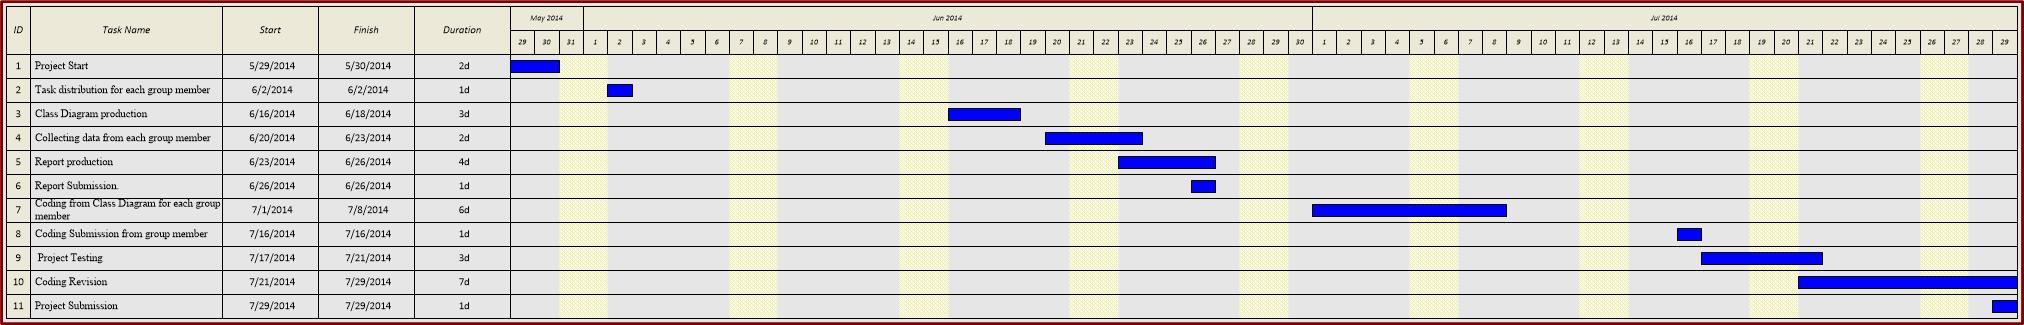 ID Task Name Start Finish Duration May 2014 Jun 2014 Jul 2014
29 30 31 1 2 3 4 5 6 7 8 9 10 11 12 13 14 15 16 17 18 19 20 21 22 23 24 25 26 27 28 29 30 1 2 3 4 5 6 7 8 9 10 11 12 13 14 15 16 17 18 19 20 21 22 23 24 25 26 27 28 29
1 Project Start 5/29/2014 5/30/2014 2d
2 Task distribution for each group member 6/2/2014 6/2/2014 1d
3 Class Diagram production 6/16/2014 6/18/2014 3d
4 Collecting data from each group member 6/20/2014 6/23/2014 2d
5 Report production 6/23/2014 6/26/2014 4d
6 Report Submission. 6/26/2014 6/26/2014 1d
7 Coding from Class Diagram for each group
member 7/1/2014 7/8/2014 6d
8 Coding Submission from group member 7/16/2014 7/16/2014 1d
9 Project Testing 7/17/2014 7/21/2014 3d
10 Coding Revision 7/21/2014 7/29/2014 7d
11 Project Submission 7/29/2014 7/29/2014 1d